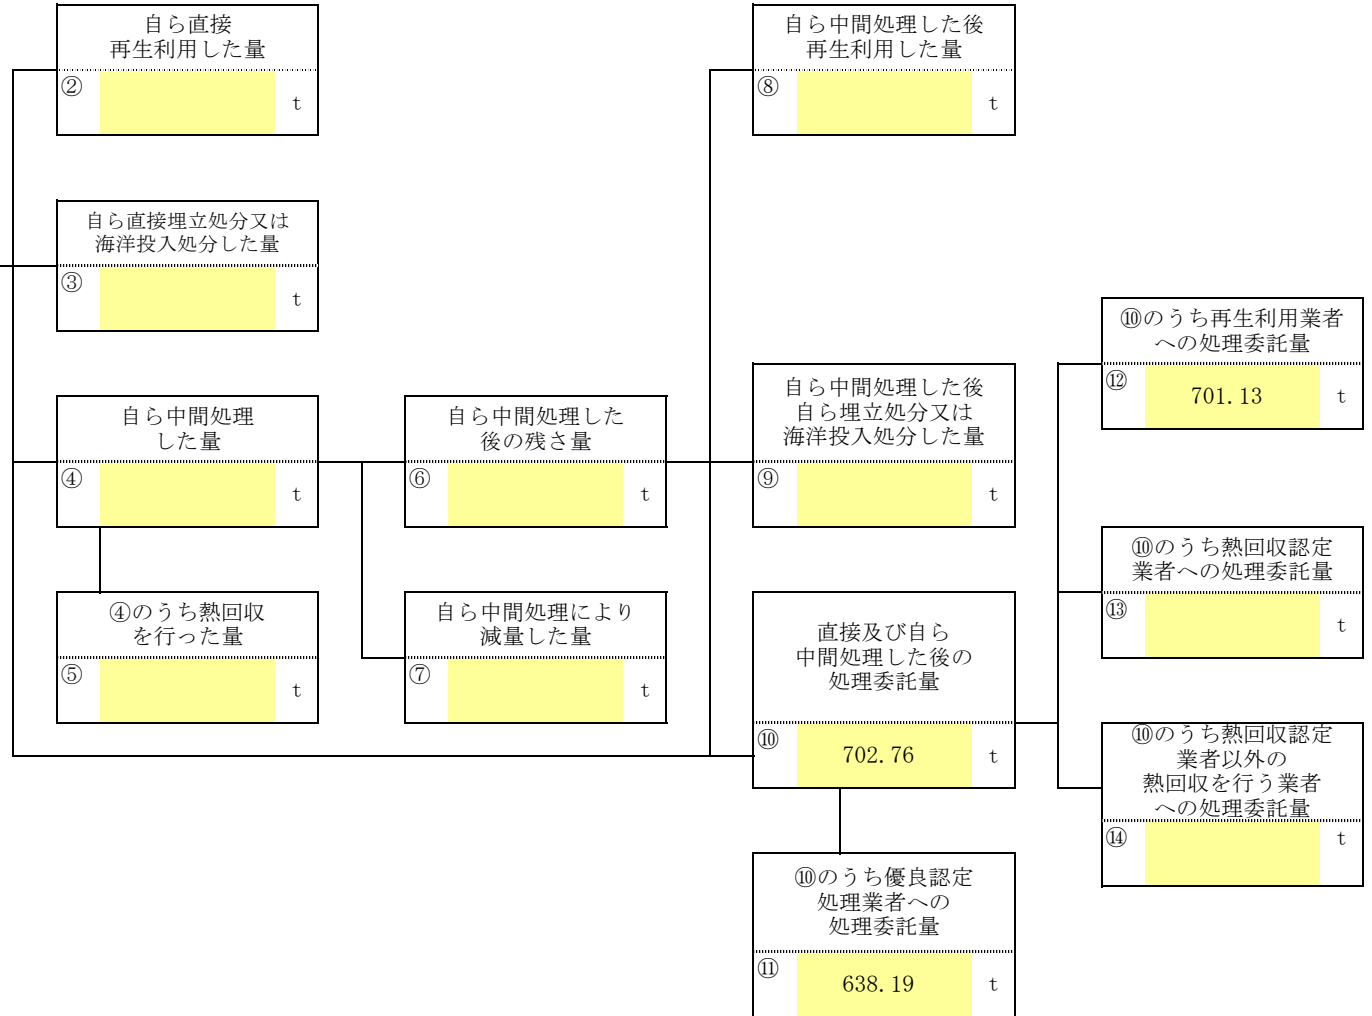 自ら直接
再生利用した量
②
t
自ら中間処理した後
再生利用した量
⑧
t
自ら直接埋立処分又は
海洋投入処分した量
③
t
⑩のうち再生利用業者
への処理委託量
⑫
701.13
t
自ら中間処理
した量
④
t
自ら中間処理した
後の残さ量
⑥
t
自ら中間処理した後
自ら埋立処分又は
海洋投入処分した量
⑨
t
⑩のうち熱回収認定
業者への処理委託量
⑬
t
④のうち熱回収
を行った量
⑤
t
自ら中間処理により
減量した量
⑦
t
直接及び自ら
中間処理した後の
処理委託量
⑩
702.76
t
⑩のうち熱回収認定
業者以外の
熱回収を行う業者
への処理委託量
⑭
t
⑩のうち優良認定
処理業者への
処理委託量
⑪
638.19
t